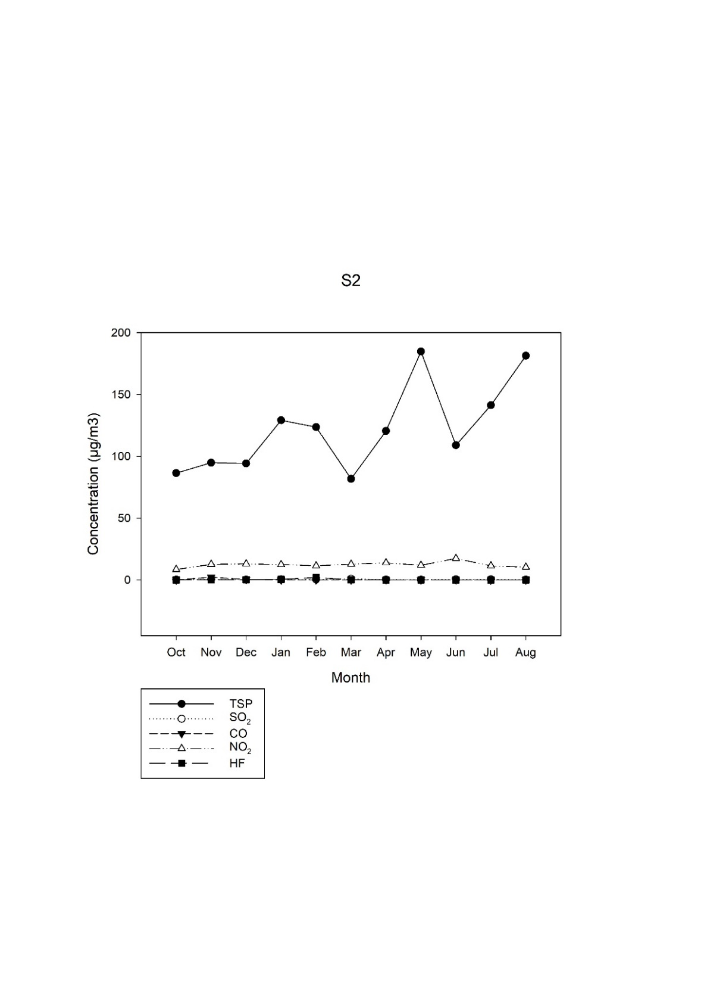 S2
200
150
100
50
0
Concentration (µg/m3)
Oct Nov Dec Jan Feb Mar Apr May Jun Jul Aug
Month
TSP
SO2
CO
NO2
HF